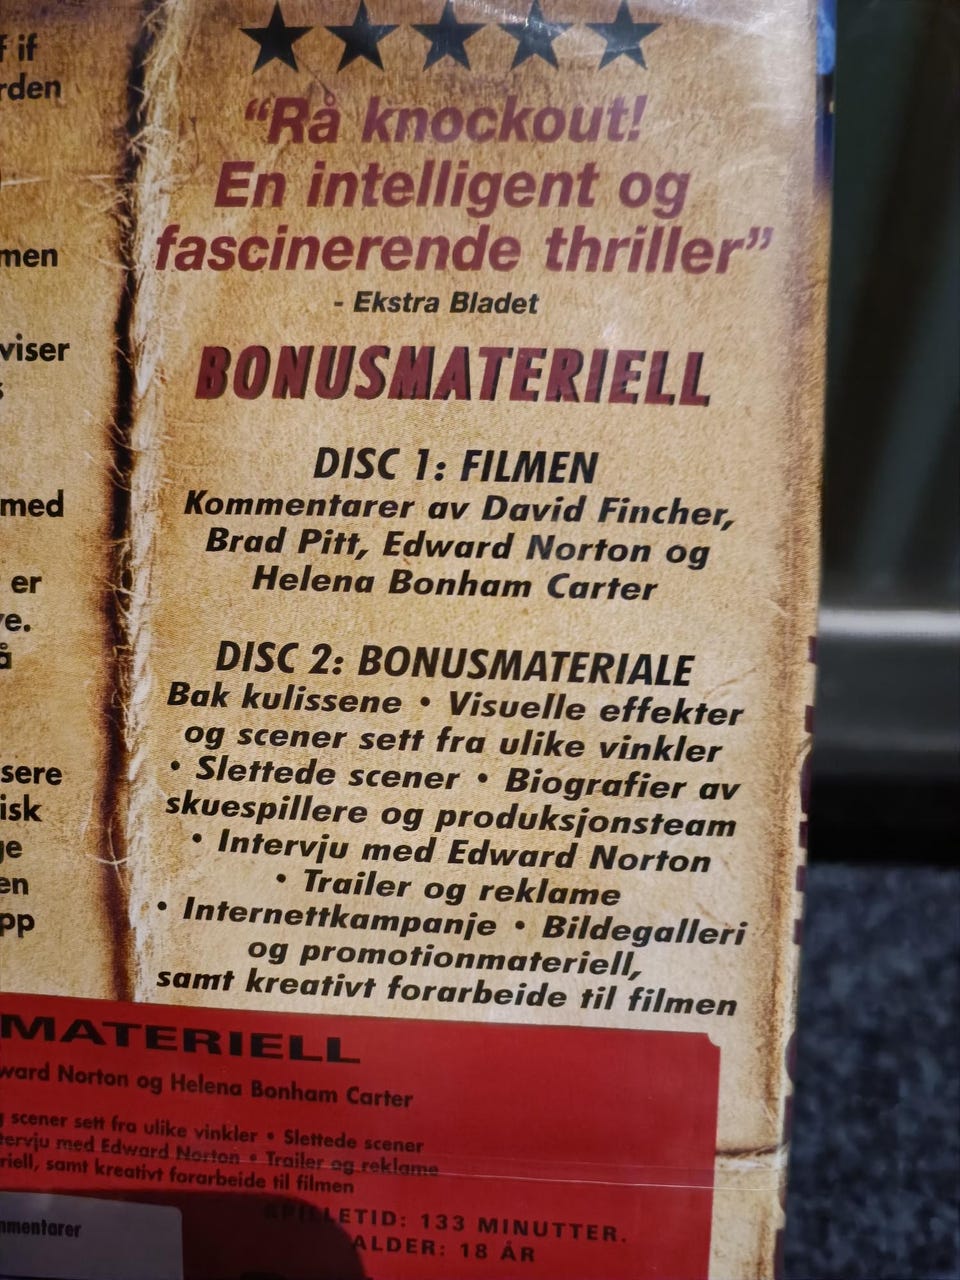 f if
rden
men
viser
med
er
e.
å
sere
isk
ge
en
pp
“Rå knockout!
En intelligent og
fascinerende thriller”
- Ekstra Bladet
BONUSMATERIELL
DISC 1: FILMEN
Kommentarer av David Fincher,
Brad Pitt, Edward Norton og
Helena Bonham Carter
DISC 2: BONUSMATERIALE
Bak kulissene • Visuelle effekter
og scener sett fra ulike vinkler
• Slettede scener • Biografier av
skuespillere og produksjonsteam
• Intervju med Edward Norton
• Trailer og reklame
• Internettkampanje • Bildegalleri
og promotionmateriell,
samt kreativt forarbeide til filmen
MATERIELL
ward Norton og Helena Bonham Carter
g scener sett fra ulike vinkler • Slettede scener
tervju med Edward Norton • Trailer og reklame
riell, samt kreativt forarbeide til filmen
mmentarer
SPILLETID: 133 MINUTTER.
ALDER: 18 ÅR